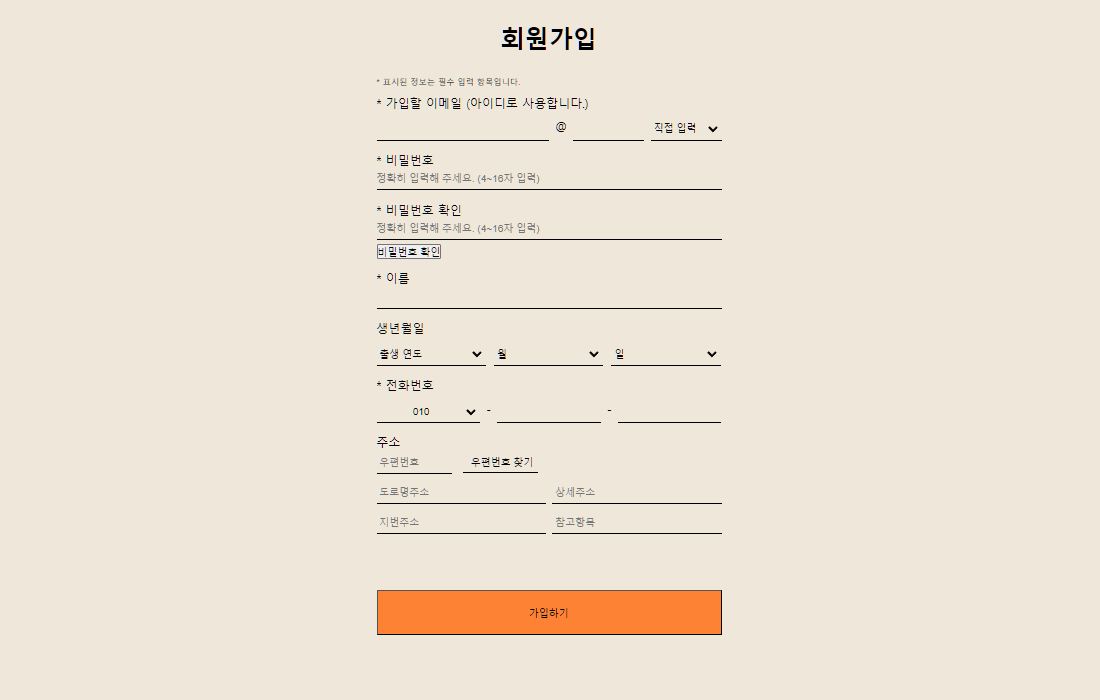 회원가입
* 표시된 정보는 필수 입력 항목입니다.
* 가입할 이메일 (아이디로 사용합니다.)
@ 직접 입력
* 비밀번호
정확히 입력해 주세요. (4~16자 입력)
* 비밀번호 확인
정확히 입력해 주세요. (4~16자 입력)
비밀번호 확인
* 이름
생년월일
출생 연도 월 일
* 전화번호
010 - -
주소
우편번호 우편번호 찾기
도로명주소 상세주소
지번주소 참고항목
가입하기